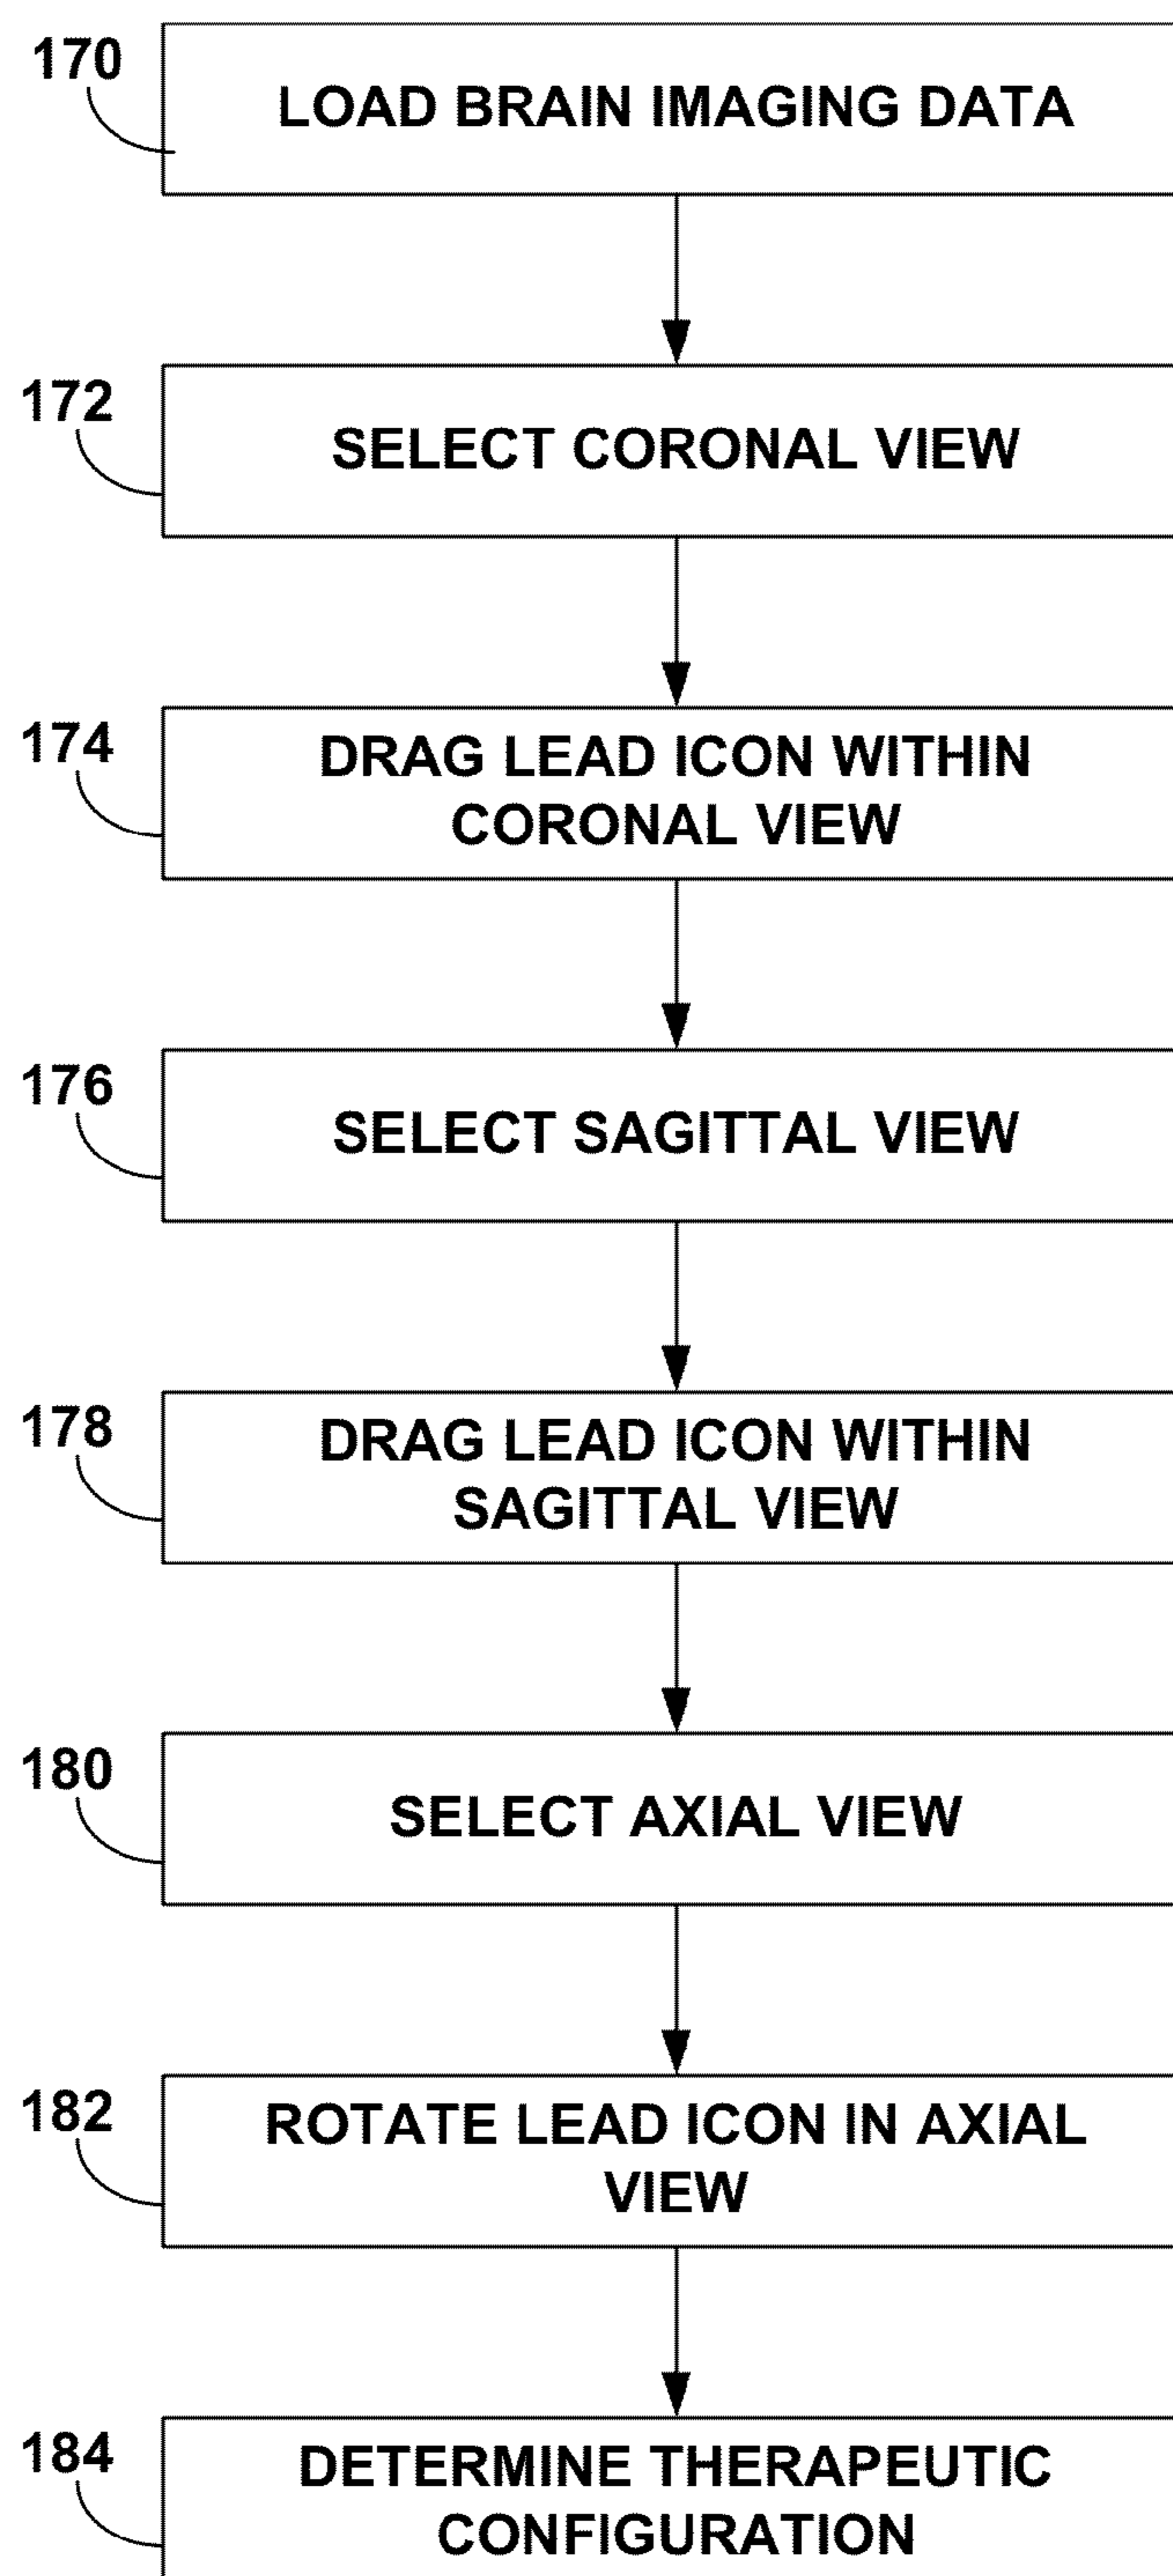 170
LOAD BRAIN IMAGING DATA
172
SELECT CORONAL VIEW
174
DRAG LEAD ICON WITHIN
CORONAL VIEW
176
SELECT SAGITTAL VIEW
178
DRAG LEAD ICON WITHIN
SAGITTAL VIEW
180
SELECT AXIAL VIEW
182
ROTATE LEAD ICON IN AXIAL
VIEW
184
DETERMINE THERAPEUTIC
CONFIGURATION